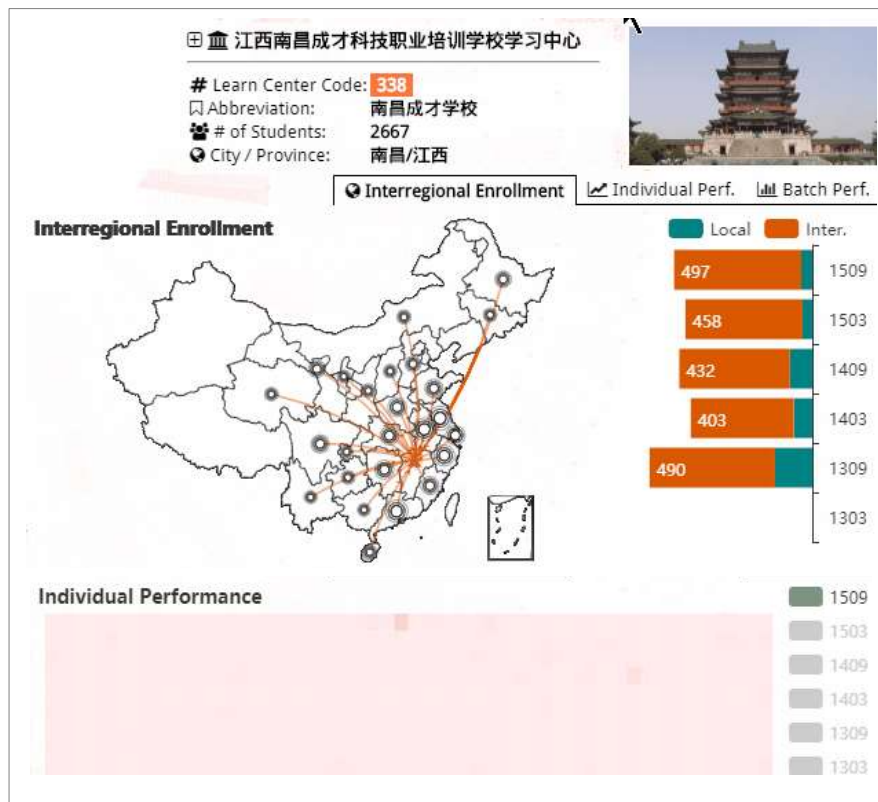 江西南昌成才科技职业培训学校学习中心
# Learn Center Code: 338
Abbreviation: 南昌成才学校
# of Students: 2667
City / Province: 南昌/江西
Interregional Enrollment Individual Perf. Batch Perf.
Interregional Enrollment
Local Inter.
497 1509
458 1503
432 1409
403 1403
490 1309
1303
Individual Performance
1509
1503
1409
1403
1309
1303